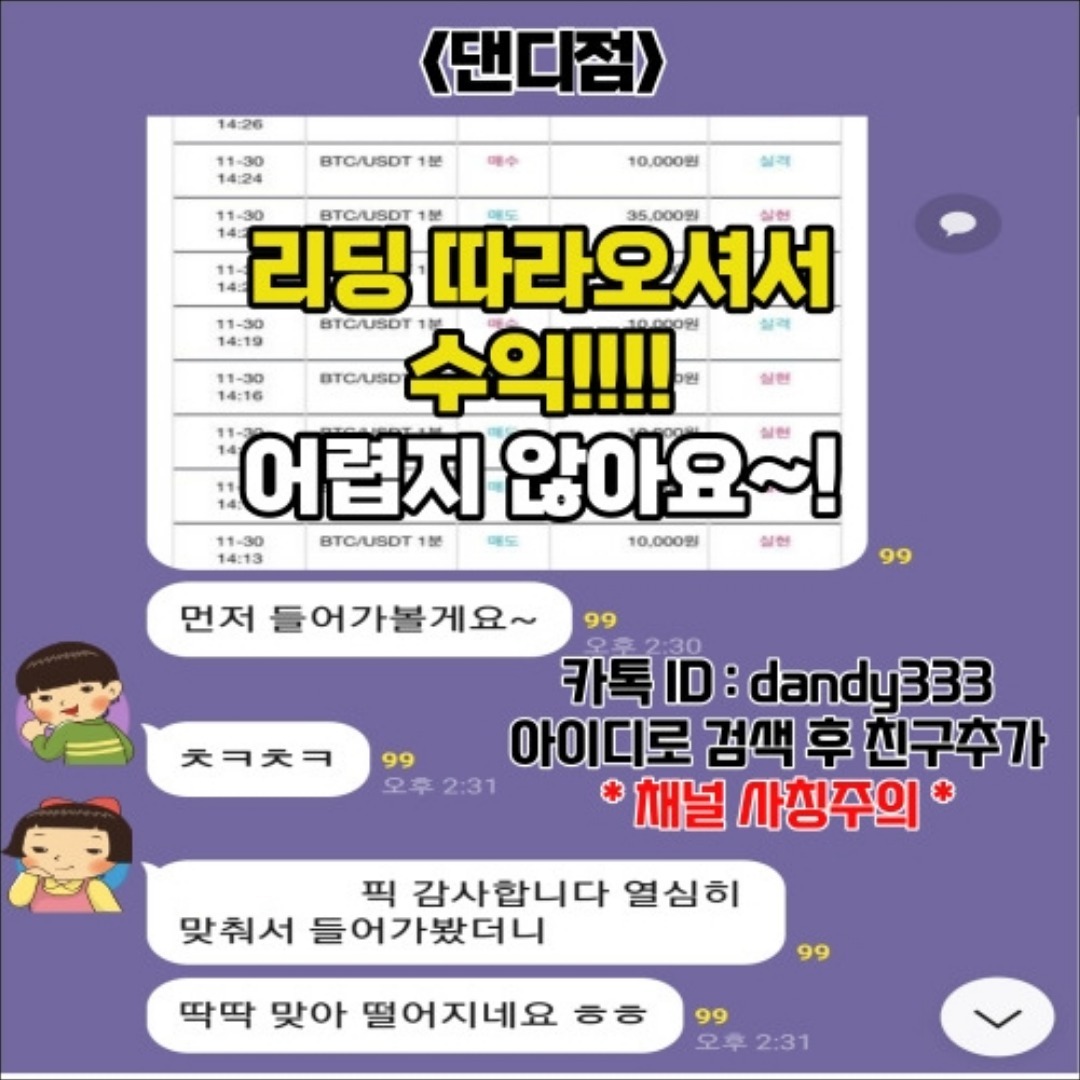 《댄디점》
14:26
11-30 BTC/USDT 1분 매수 10,000원 실격
14:24
11-30 BTC/USDT 1분 매도 35,000원 실현
리딩 따라오셔서
11-30 BTC/USDT 1분 매수 10,000원 실격
14:19
수익!!!!
11-30 실현
14:16
어렵지 않아요~!
11-30 BTC/USDT 1분 매도 10,000원 실현
14:13
99
먼저 들어가볼게요~
99
오후 2:30
카톡 ID : dandy333
아이디로 검색 후 친구추가
* 채널 사칭주의 *
ㅊㅋㅊㅋ
99
오후 2:31
픽 감사합니다 열심히
맞춰서 들어가봤더니
99
딱딱 맞아 떨어지네요 ㅎㅎ
99
오후 2:31